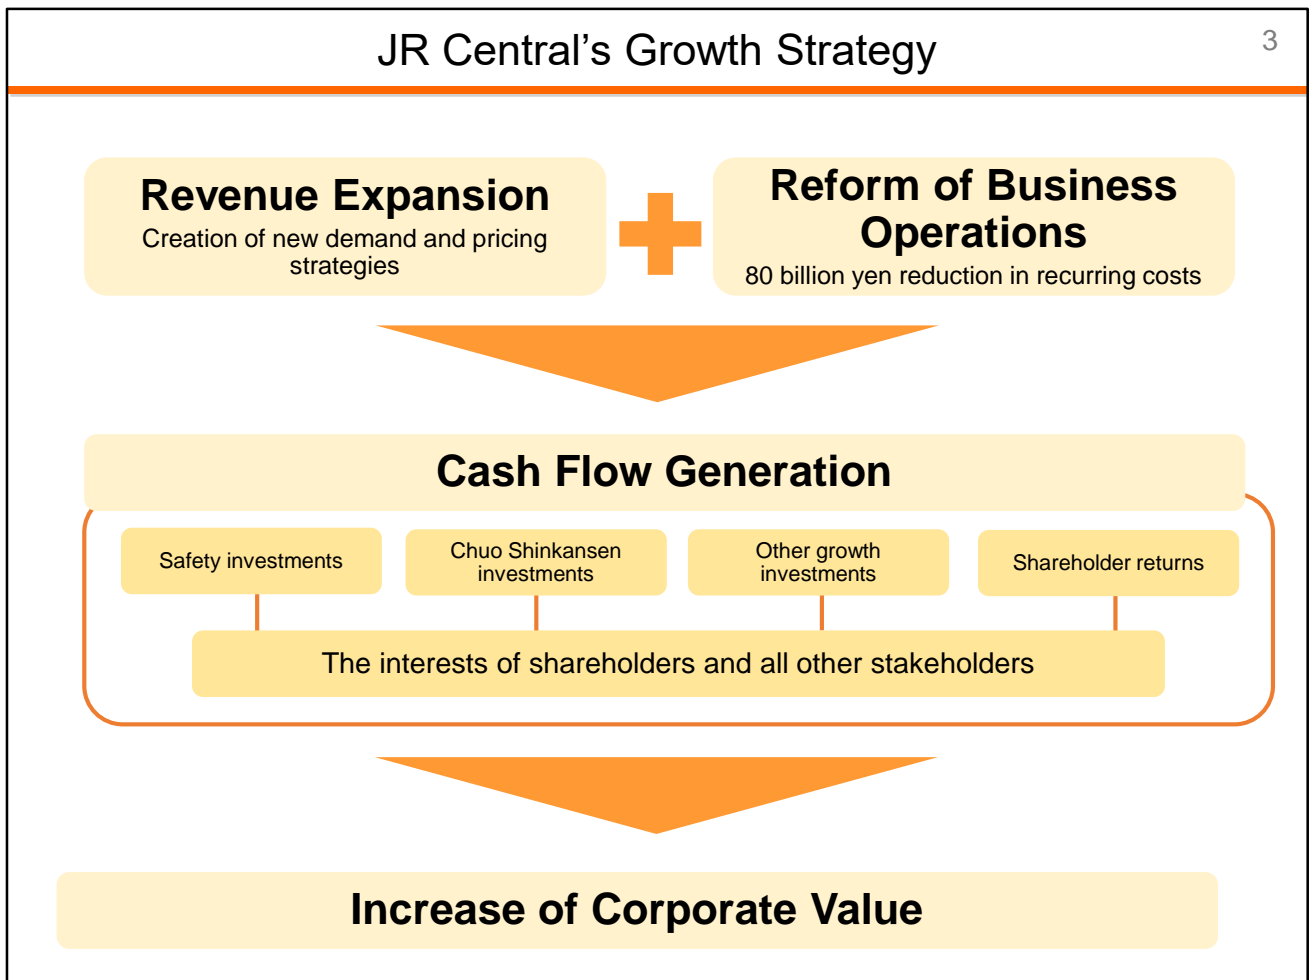 JR Central’s Growth Strategy
3
Revenue Expansion
Creation of new demand and pricing
strategies
Reform of Business
Operations
80 billion yen reduction in recurring costs
Cash Flow Generation
Safety investments
Chuo Shinkansen
investments
Other growth
investments
Shareholder returns
The interests of shareholders and all other stakeholders
Increase of Corporate Value